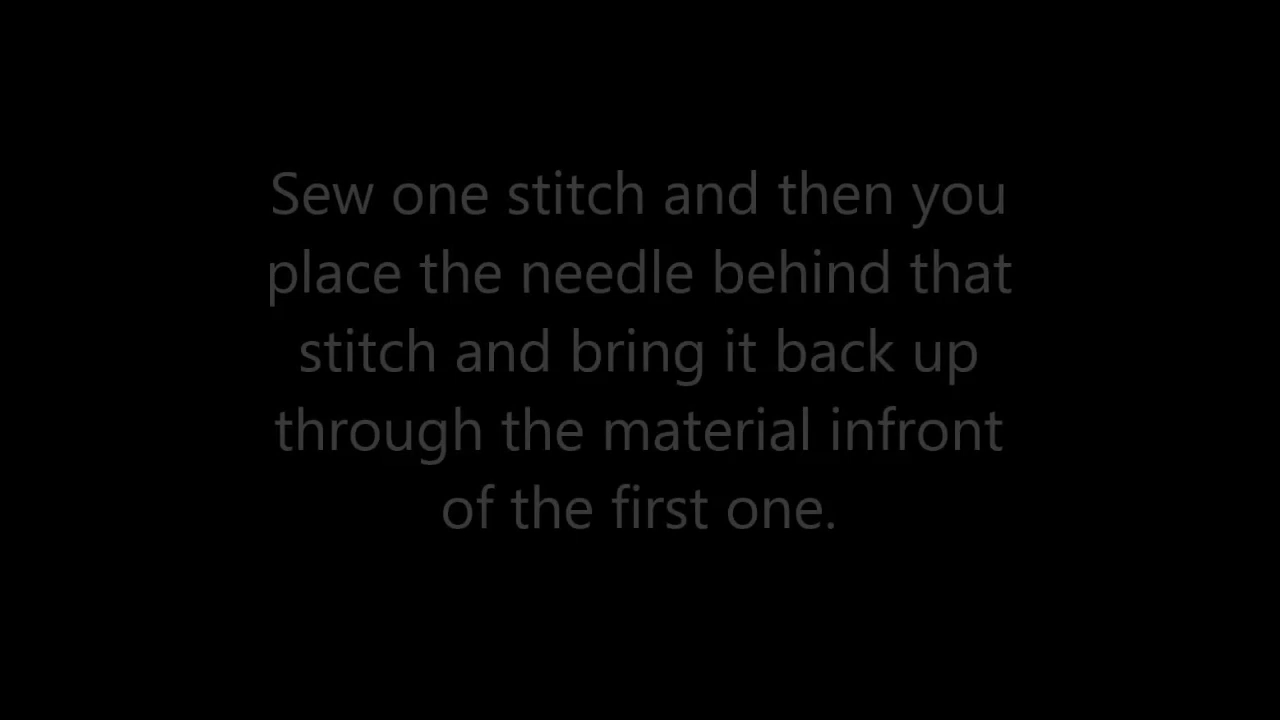 Sew one stitch and then you
place the needle behind that
stitch and bring it back up
through the material infront
of the first one.